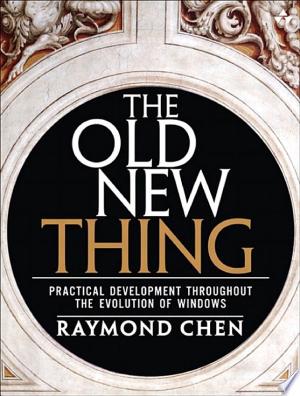 THE
OLD
NEW
THING
PRACTICAL DEVELOPMENT THROUGHOUT
THE EVOLUTION OF WINDOWS
RAYMOND CHEN